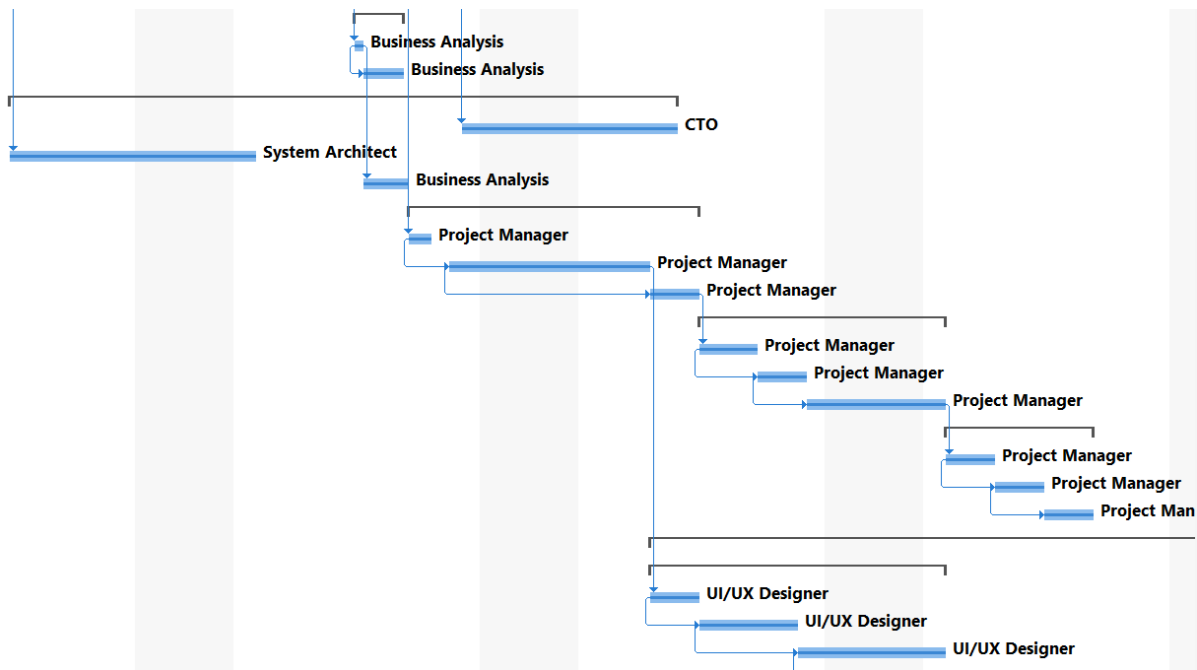 Business Analysis
Business Analysis
CTO
System Architect
Business Analysis
Project Manager
Project Manager
Project Manager
Project Manager
Project Manager
Project Manager
Project Manager
Project Manager
Project Man
UI/UX Designer
UI/UX Designer
UI/UX Designer